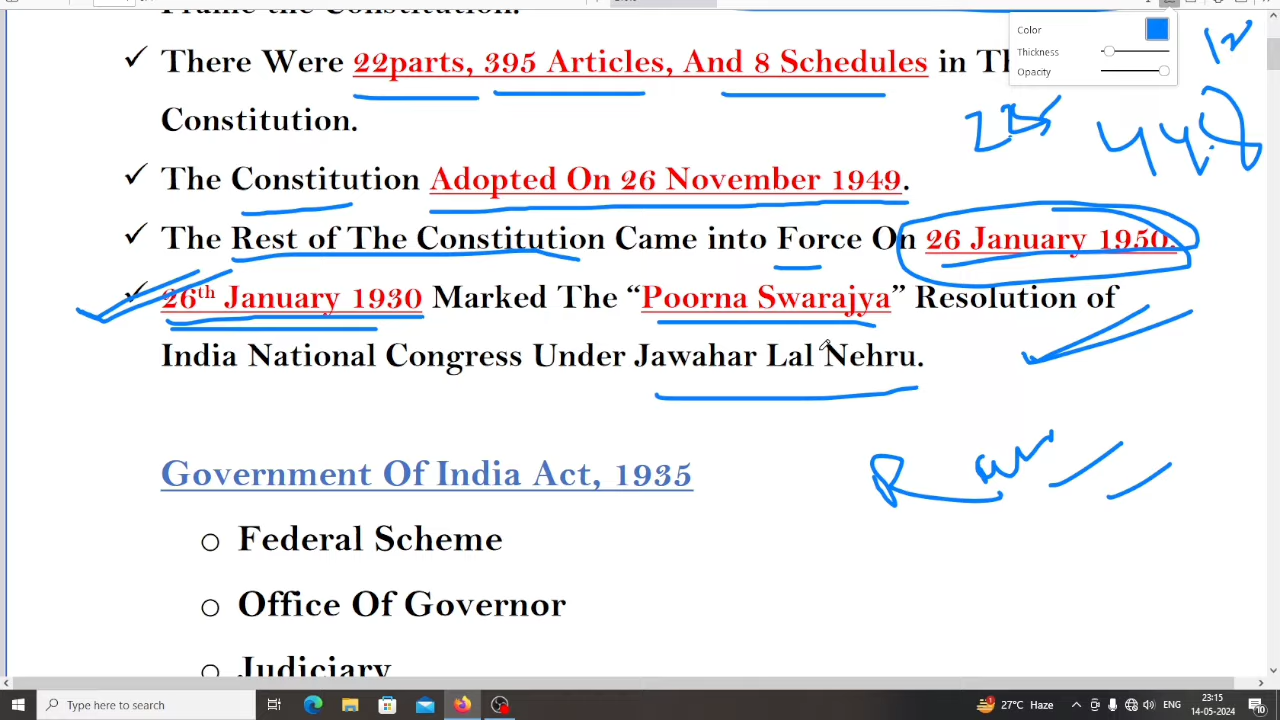 Frame the Constitution.
Color
Thickness
Opacity
12
✓ There Were 22parts, 395 Articles, And 8 Schedules in Th
Constitution.
25
448
✓ The Constitution Adopted On 26 November 1949.
✓ The Rest of The Constitution Came into Force On 26 January 1950.
✓ 26th January 1930 Marked The “Poorna Swarajya” Resolution of
India National Congress Under Jawahar Lal Nehru.
Government Of India Act, 1935
○ Federal Scheme
○ Office Of Governor
○ Judiciary
Type here to search
27°C Haze
ENG
23:15
14-05-2024